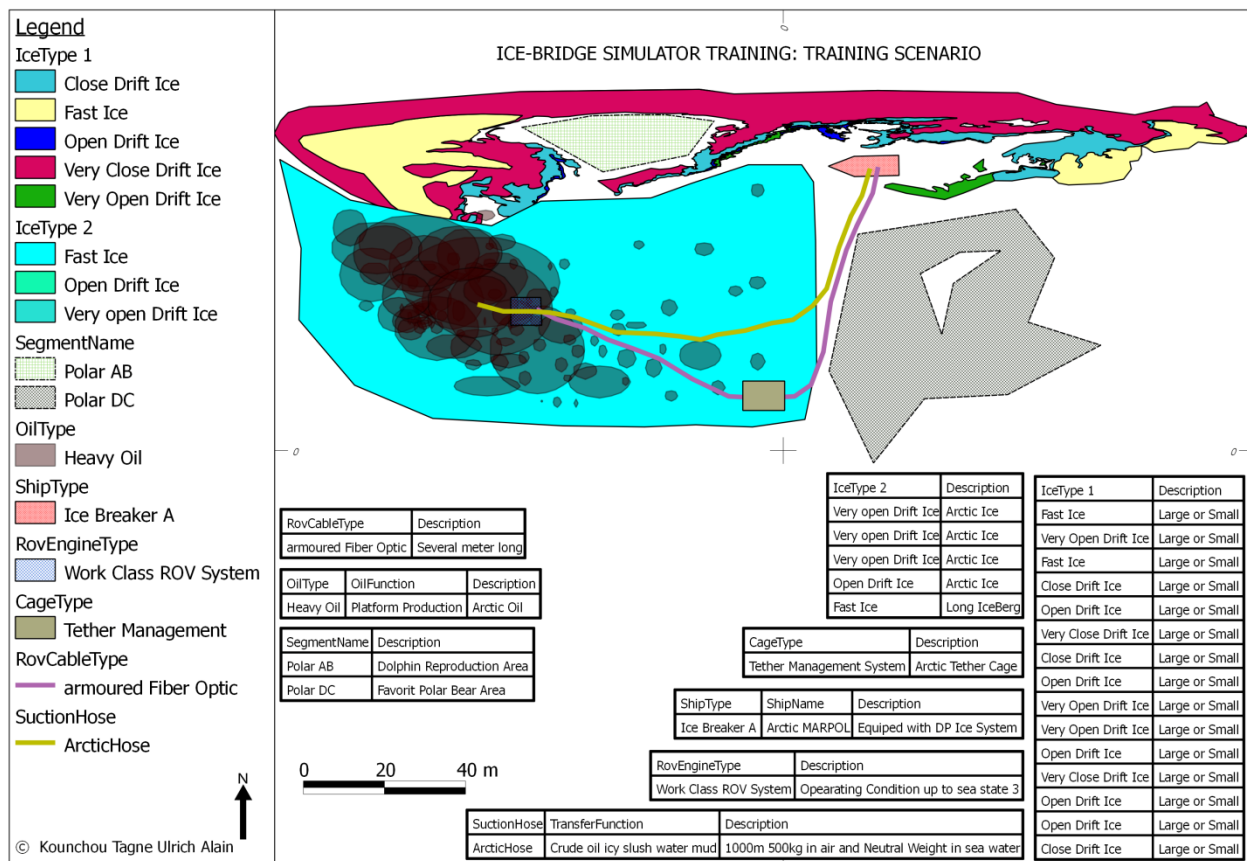 Legend
IceType 1
Close Drift Ice
Fast Ice
Open Drift Ice
Very Close Drift Ice
Very Open Drift Ice
IceType 2
Fast Ice
Open Drift Ice
Very open Drift Ice
SegmentName
Polar AB
Polar DC
OilType
Heavy Oil
ShipType
Ice Breaker A
RovEngineType
Work Class ROV System
CageType
Tether Management
RovCableType
armoured Fiber Optic
SuctionHose
ArcticHose
N
© Kounchou Tagne Ulrich Alain
0
ICE-BRIDGE SIMULATOR TRAINING: TRAINING SCENARIO
0 0
RovCableType Description
armoured Fiber Optic Several meter long
OilType OilFunction Description
Heavy Oil Platform Production Arctic Oil
SegmentName Description
Polar AB Dolphin Reproduction Area
Polar DC Favorit Polar Bear Area
0 20 40 m
IceType 2 Description
Very open Drift Ice Arctic Ice
Very open Drift Ice Arctic Ice
Very open Drift Ice Arctic Ice
Open Drift Ice Arctic Ice
Fast Ice Long IceBerg
CageType Description
Tether Management System Arctic Tether Cage
ShipType ShipName Description
Ice Breaker A Arctic MARPOL Equiped with DP Ice System
RovEngineType Description
Work Class ROV System Opearating Condition up to sea state 3
SuctionHose TransferFunction Description
ArcticHose Crude oil icy slush water mud 1000m 500kg in air and Neutral Weight in sea water
IceType 1 Description
Fast Ice Large or Small
Very Open Drift Ice Large or Small
Fast Ice Large or Small
Close Drift Ice Large or Small
Open Drift Ice Large or Small
Very Close Drift Ice Large or Small
Close Drift Ice Large or Small
Open Drift Ice Large or Small
Very Open Drift Ice Large or Small
Very Open Drift Ice Large or Small
Open Drift Ice Large or Small
Very Close Drift Ice Large or Small
Open Drift Ice Large or Small
Open Drift Ice Large or Small
Close Drift Ice Large or Small